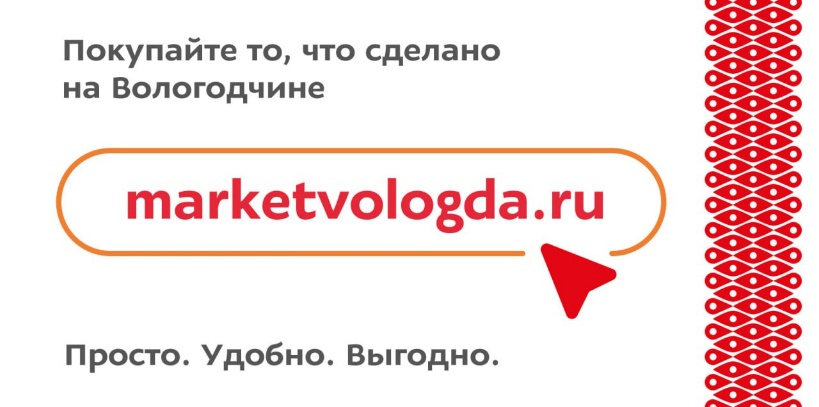 Покупайте то, что сделано
на Вологодчине
marketvologda.ru
Просто. Удобно. Выгодно.